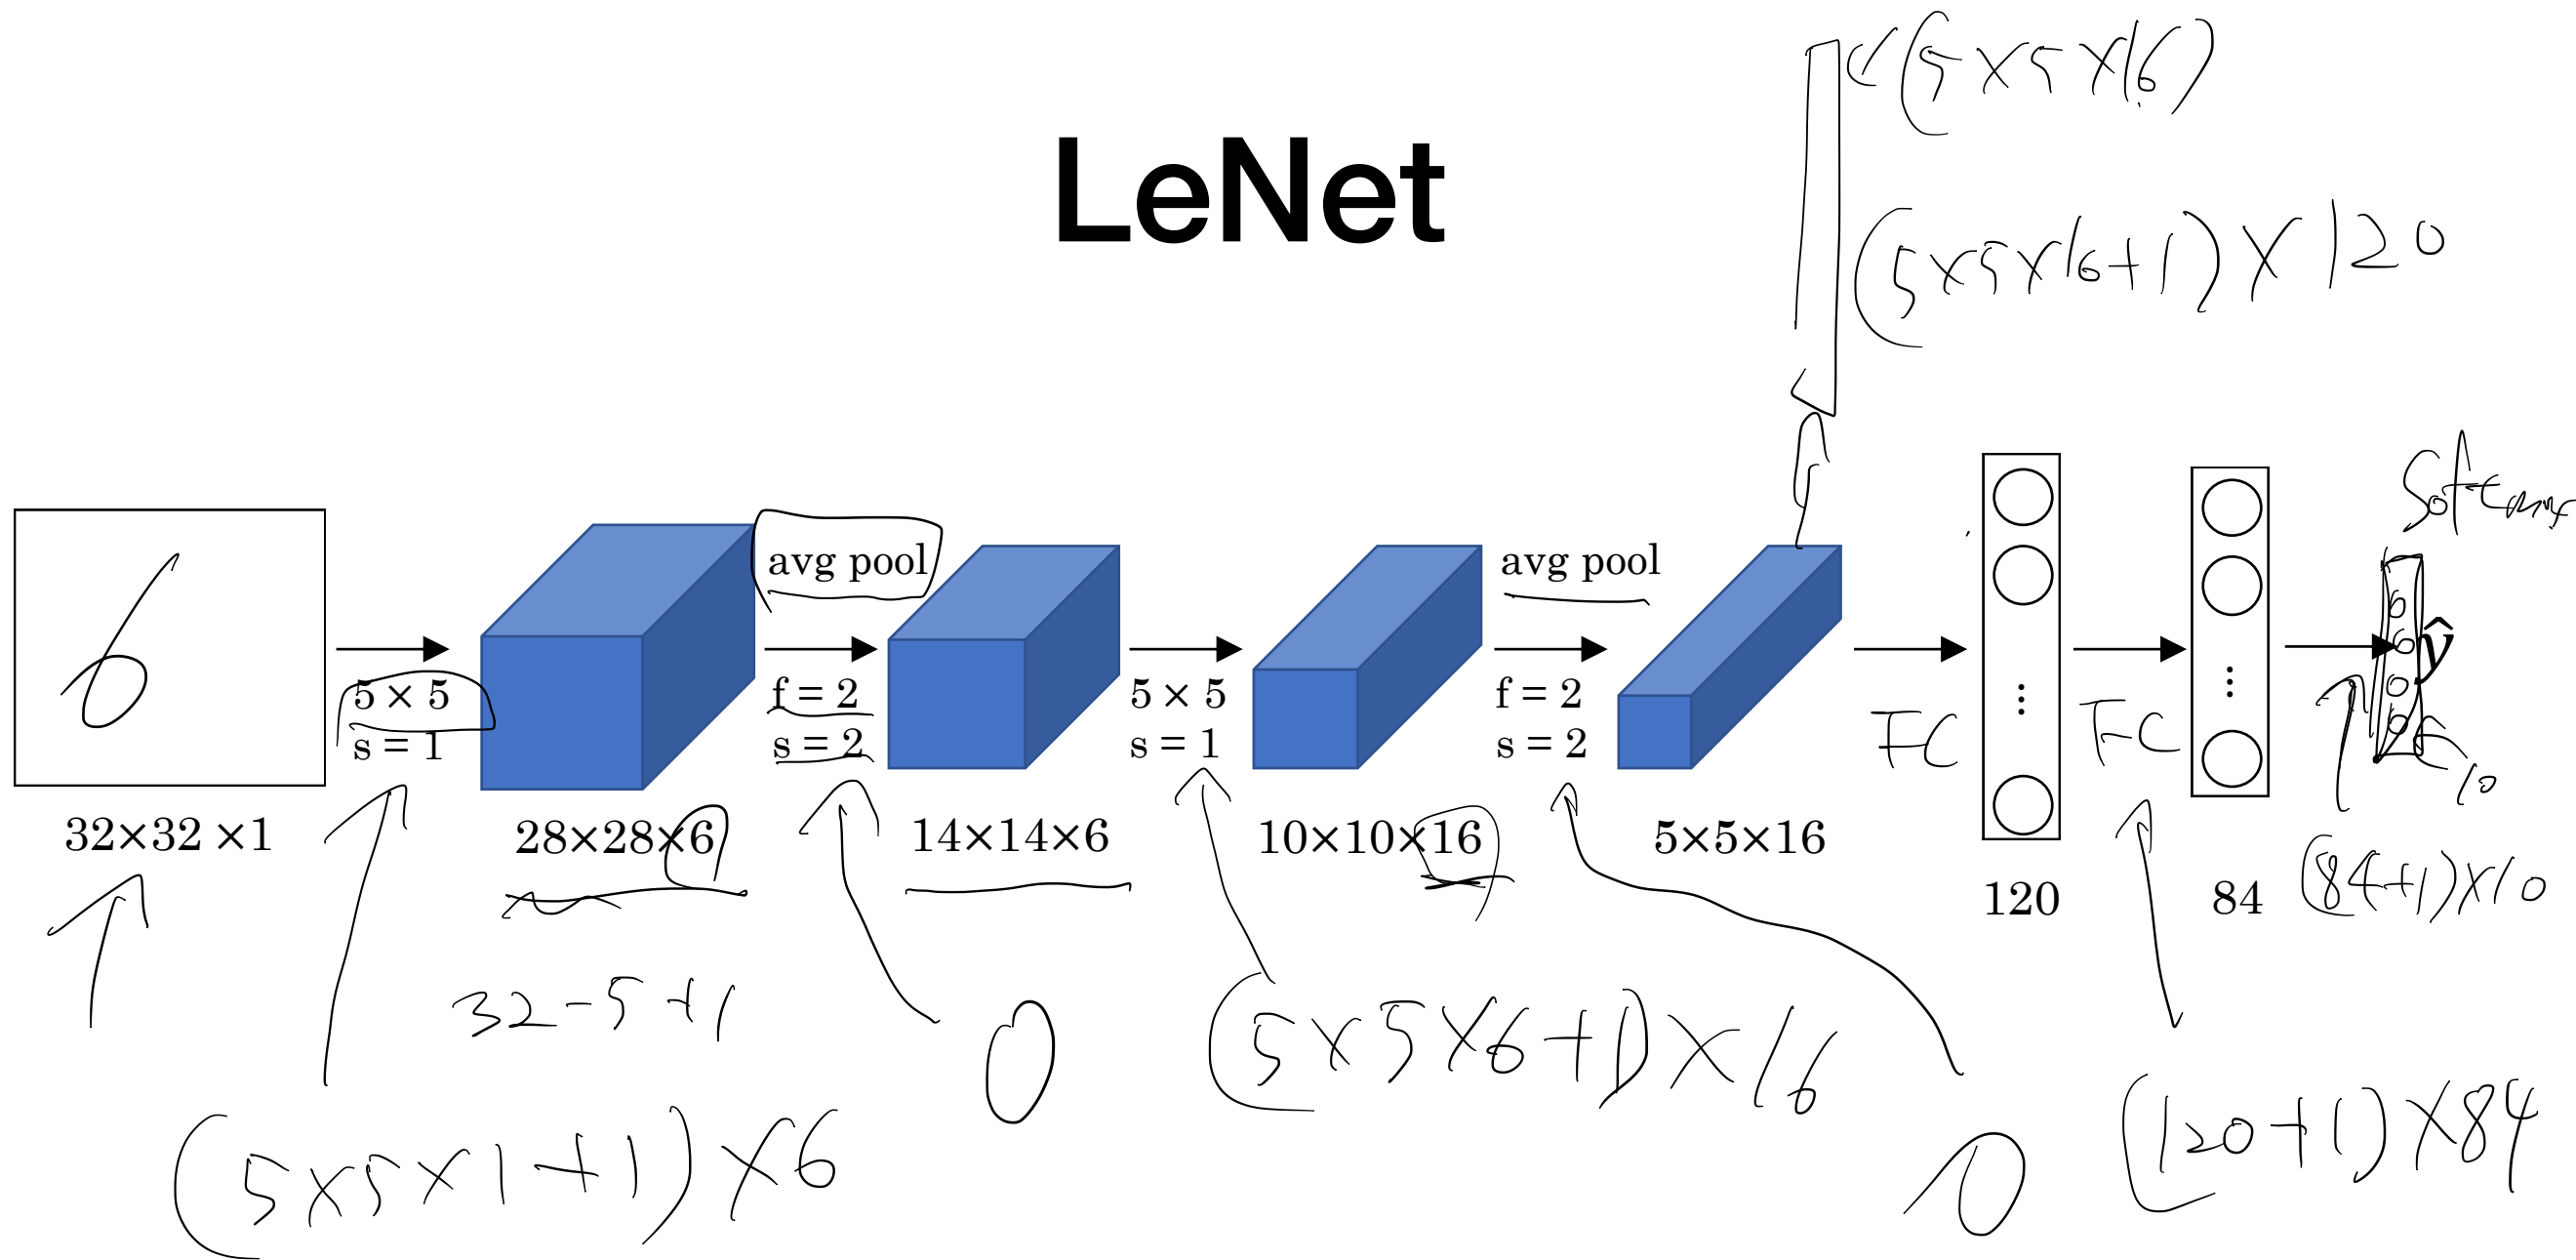 (5×5×16)
LeNet
(5×5×16+1)×120
Softmax
6
avg pool
avg pool
5 × 5
s = 1
f = 2
s = 2
5 × 5
s = 1
f = 2
s = 2
FC
FC
ŷ
10
32×32 ×1
28×28×6
14×14×6
10×10×16
5×5×16
120
84
(84+1)×10
32-5+1
0
(5×5×6+1)×16
0
(120+1)×84
(5×5×1+1)×6